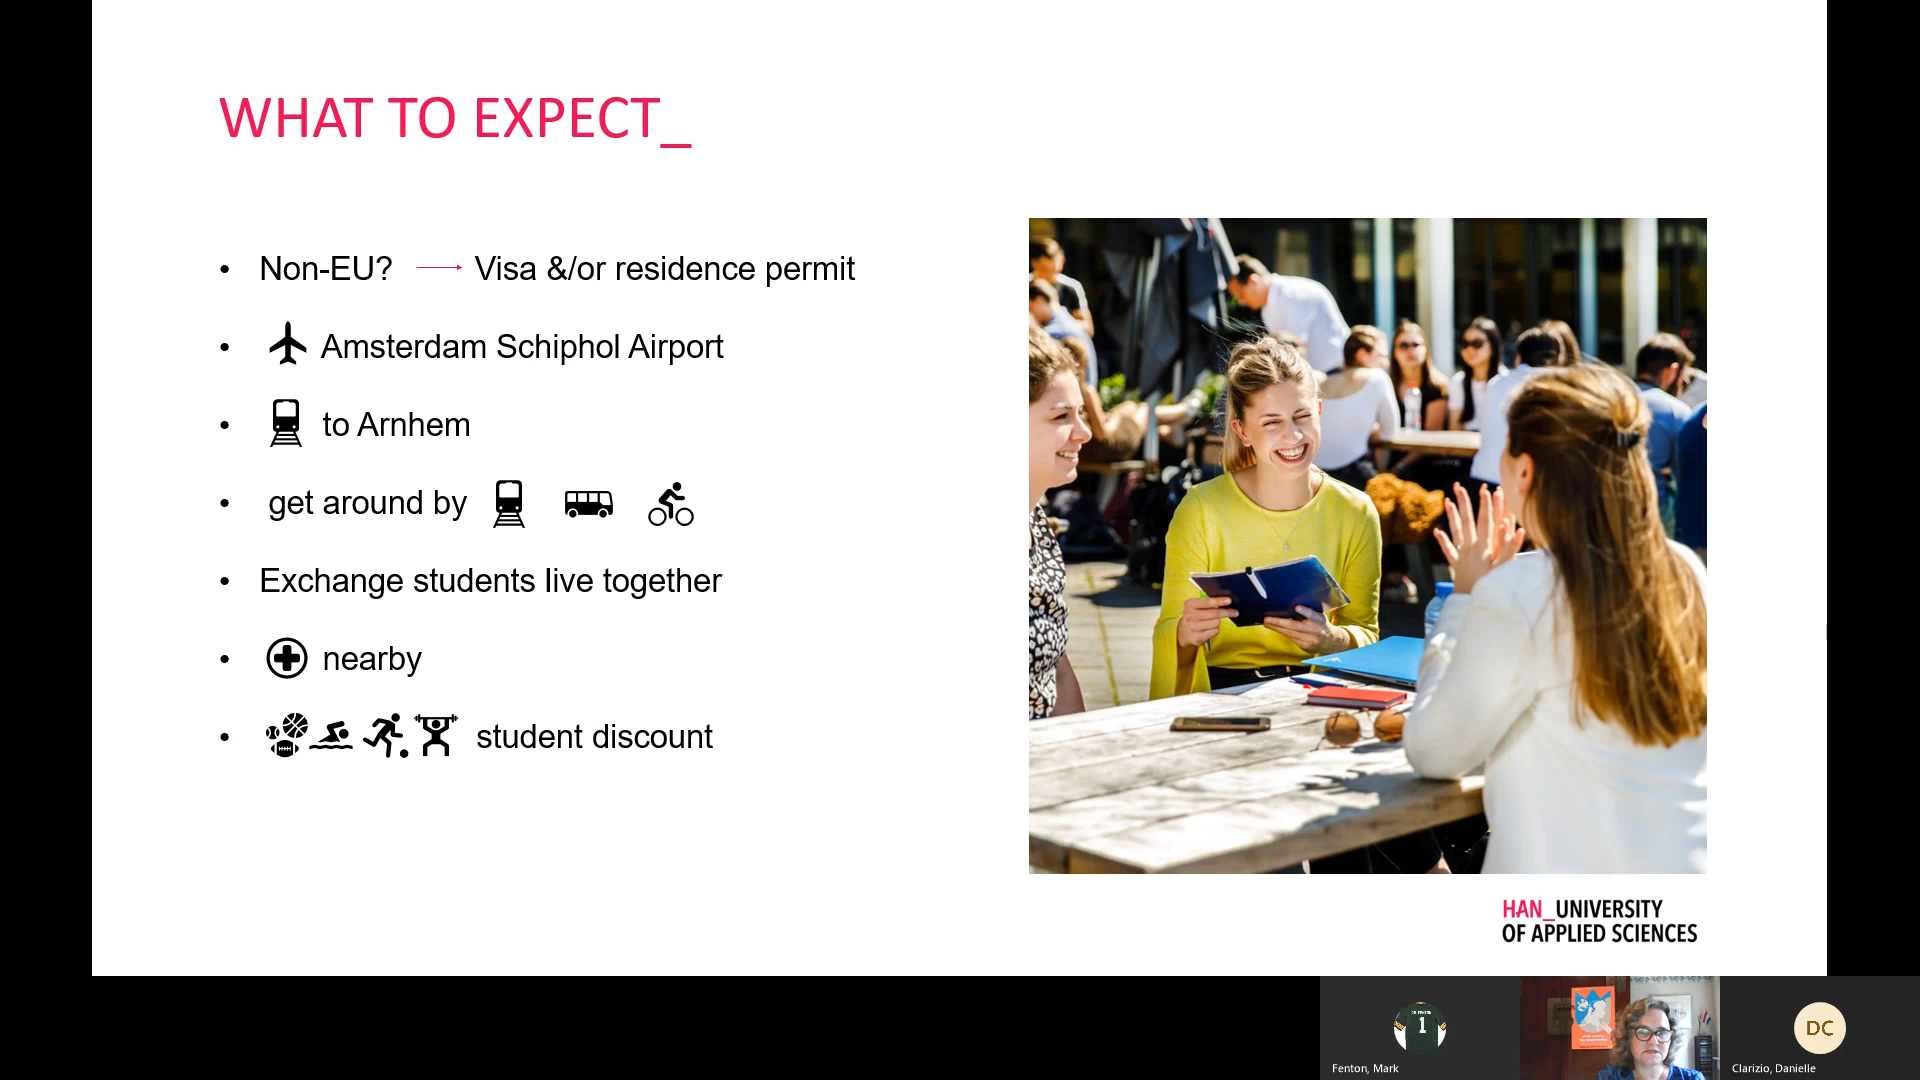 WHAT TO EXPECT_
• Non-EU? Visa &/or residence permit
• Amsterdam Schiphol Airport
• to Arnhem
• get around by
• Exchange students live together
• nearby
• student discount
HAN_UNIVERSITY
OF APPLIED SCIENCES
1
DC
Fenton, Mark
Clarizio, Danielle